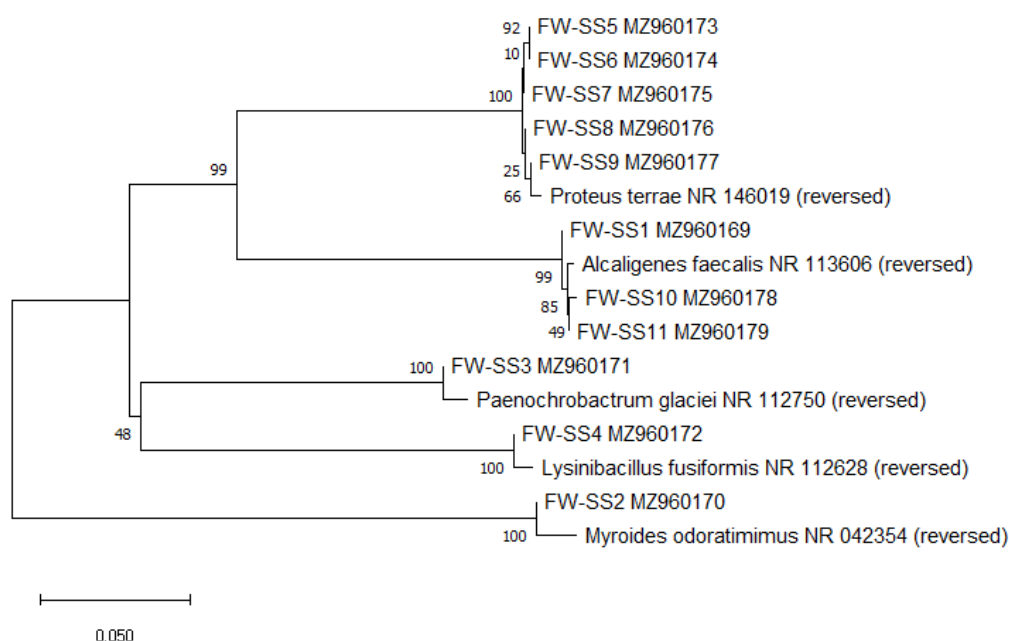 92
FW-SS5 MZ960173
10
FW-SS6 MZ960174
100
FW-SS7 MZ960175
FW-SS8 MZ960176
FW-SS9 MZ960177
25
99
66
Proteus terrae NR 146019 (reversed)
FW-SS1 MZ960169
Alcaligenes faecalis NR 113606 (reversed)
99
FW-SS10 MZ960178
85
49
FW-SS11 MZ960179
100
FW-SS3 MZ960171
Paenochrobactrum glaciei NR 112750 (reversed)
48
FW-SS4 MZ960172
100
Lysinibacillus fusiformis NR 112628 (reversed)
FW-SS2 MZ960170
100
Myroides odoratimimus NR 042354 (reversed)
0.050